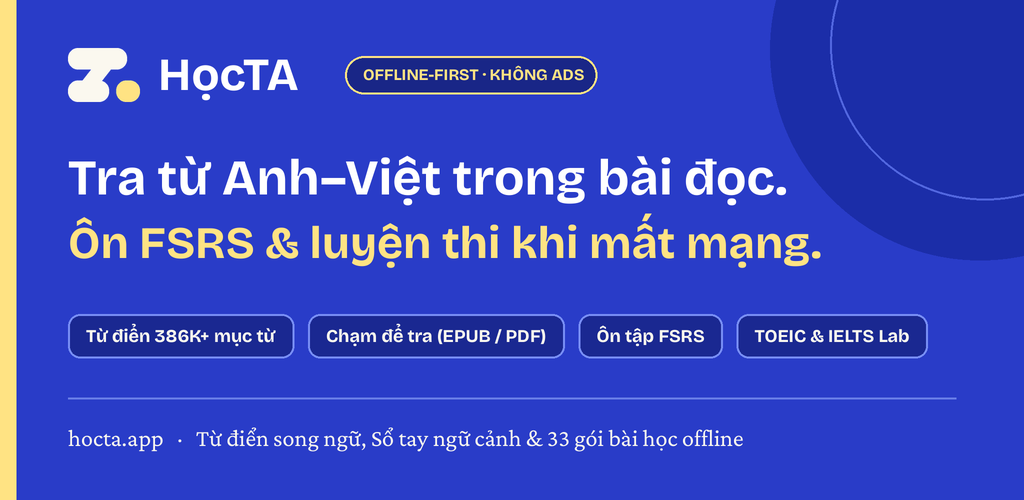 HọcTA
OFFLINE-FIRST · KHÔNG ADS
Tra từ Anh–Việt trong bài đọc.
Ôn FSRS & luyện thi khi mất mạng.
Từ điển 386K+ mục từ
Chạm để tra (EPUB / PDF)
Ôn tập FSRS
TOEIC & IELTS Lab
hocta.app · Từ điển song ngữ, Sổ tay ngữ cảnh & 33 gói bài học offline